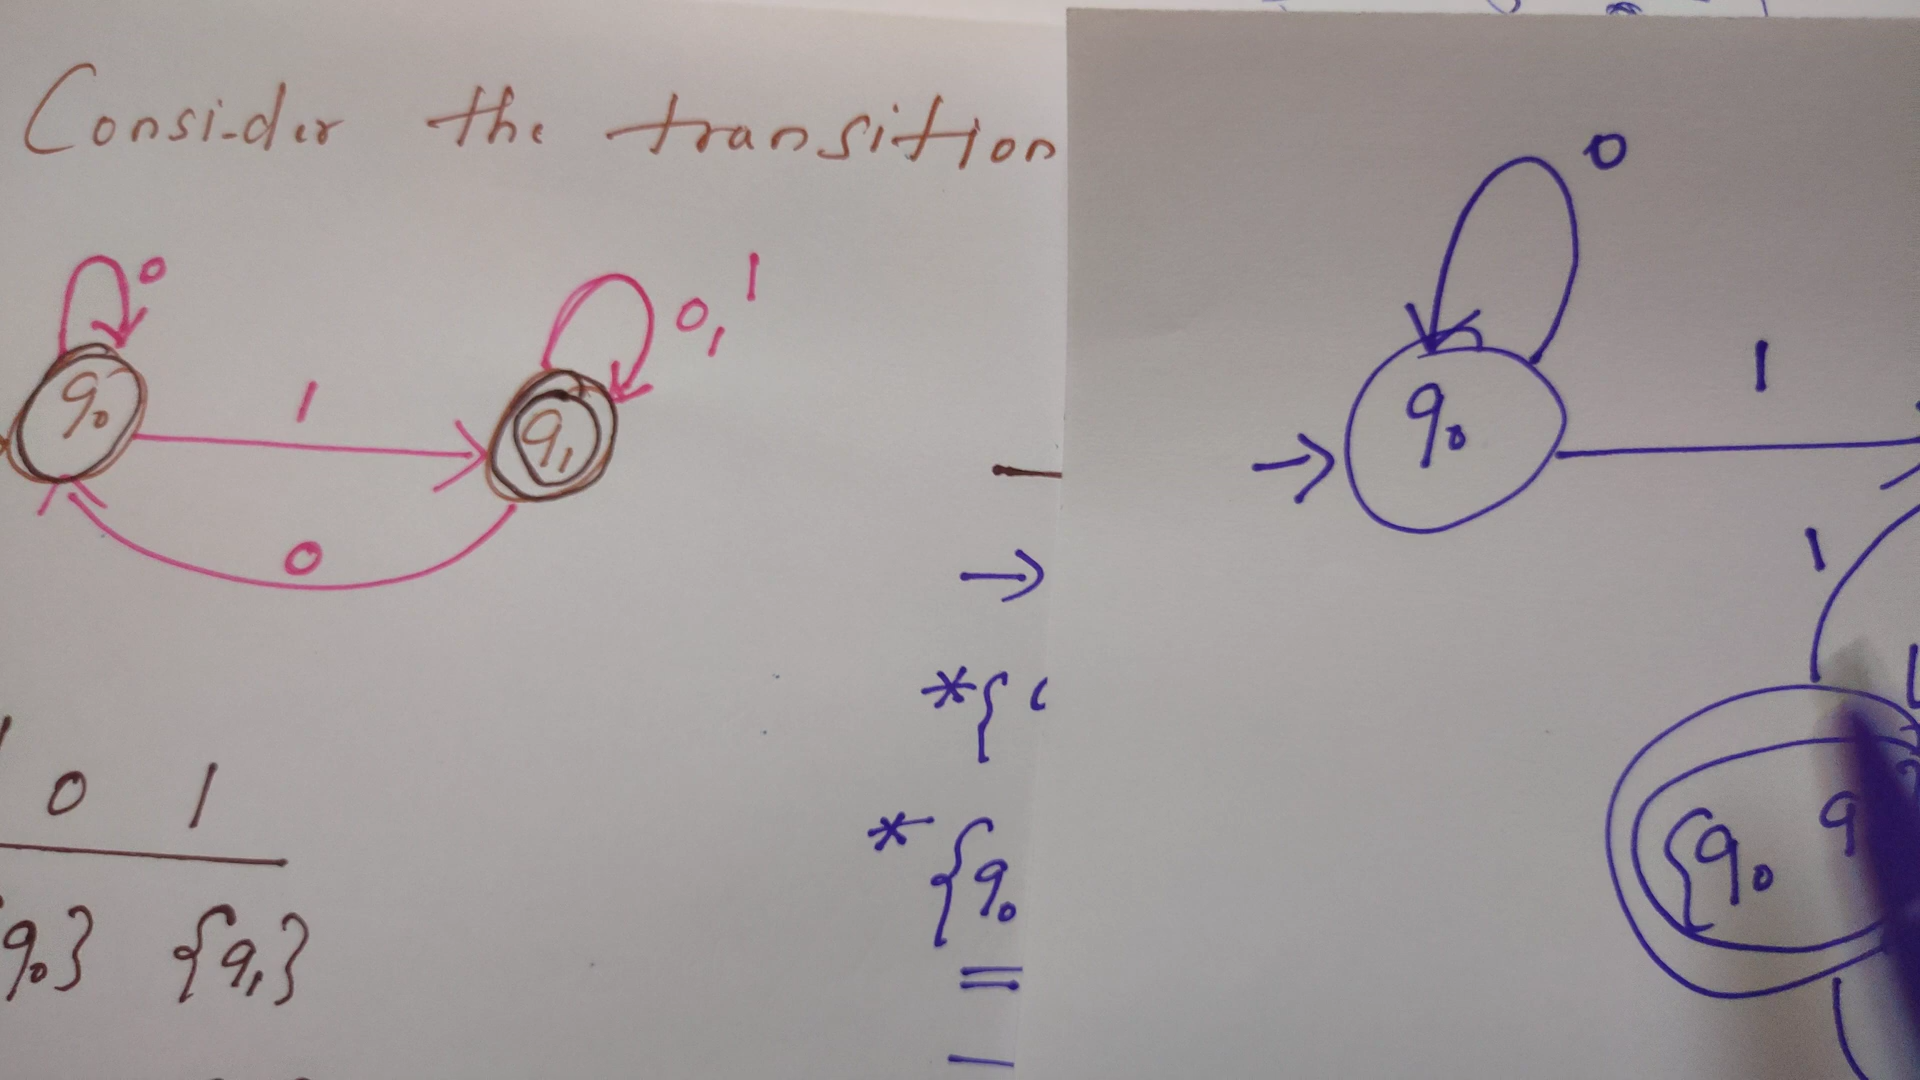 Consider the transition
0
0, 1
q0
1
q1
0
0 1
q0} {q1}
→
*{
*{q0
0
→ q0
1
1
{q0 q